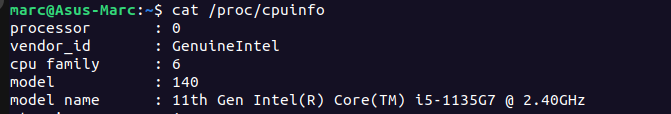 marc@Asus-Marc:~$ cat /proc/cpuinfo
processor : 0
vendor_id : GenuineIntel
cpu family : 6
model : 140
model name : 11th Gen Intel(R) Core(TM) i5-1135G7 @ 2.40GHz